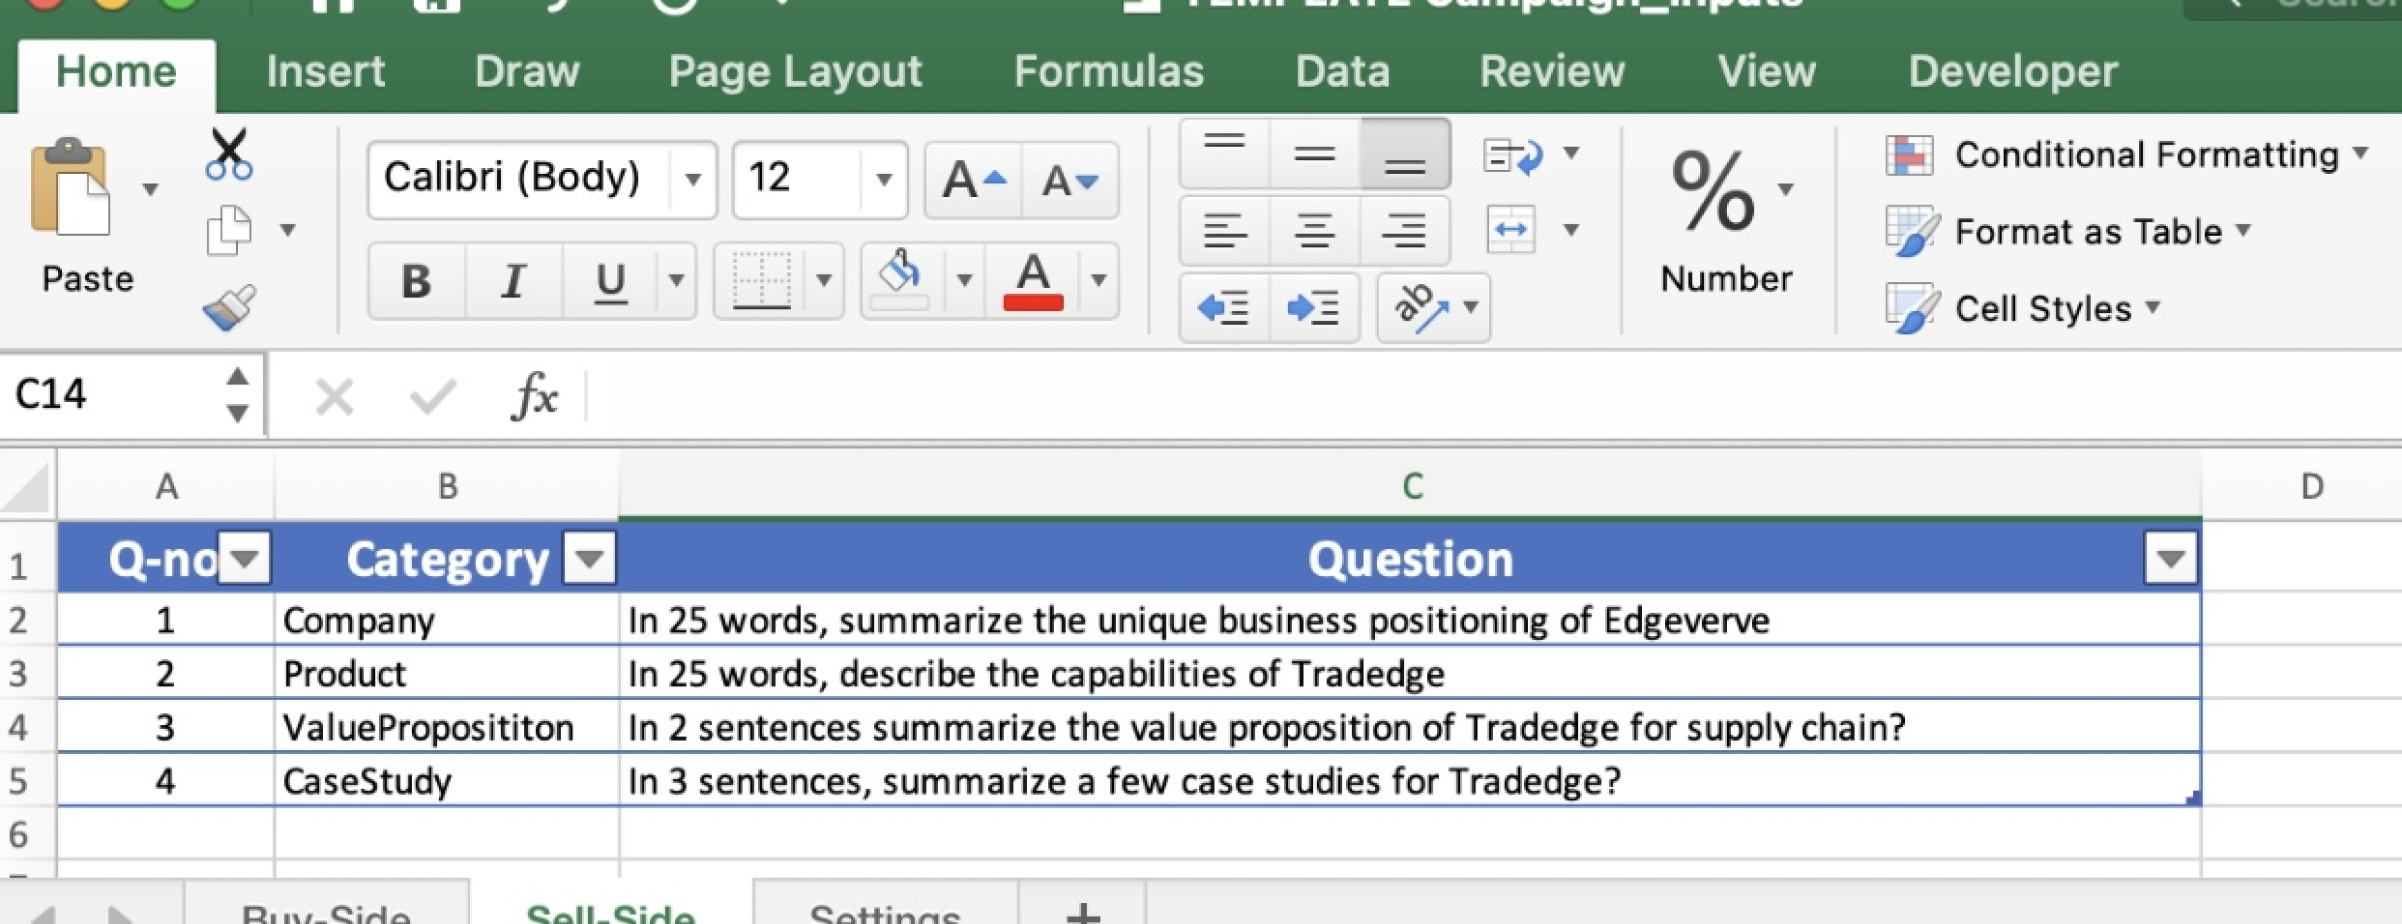 TEMPLATE Campaign_Inputs
Home Insert Draw Page Layout Formulas Data Review View Developer
Paste
Calibri (Body) 12 A A
B I U A
ab
% Number
Conditional Formatting
Format as Table
Cell Styles
C14 fx
A B C D
1 Q-no Category Question
2 1 Company In 25 words, summarize the unique business positioning of Edgeverve
3 2 Product In 25 words, describe the capabilities of Tradedge
4 3 ValueProposititon In 2 sentences summarize the value proposition of Tradedge for supply chain?
5 4 CaseStudy In 3 sentences, summarize a few case studies for Tradedge?
6
Buy-Side Sell-Side Settings +